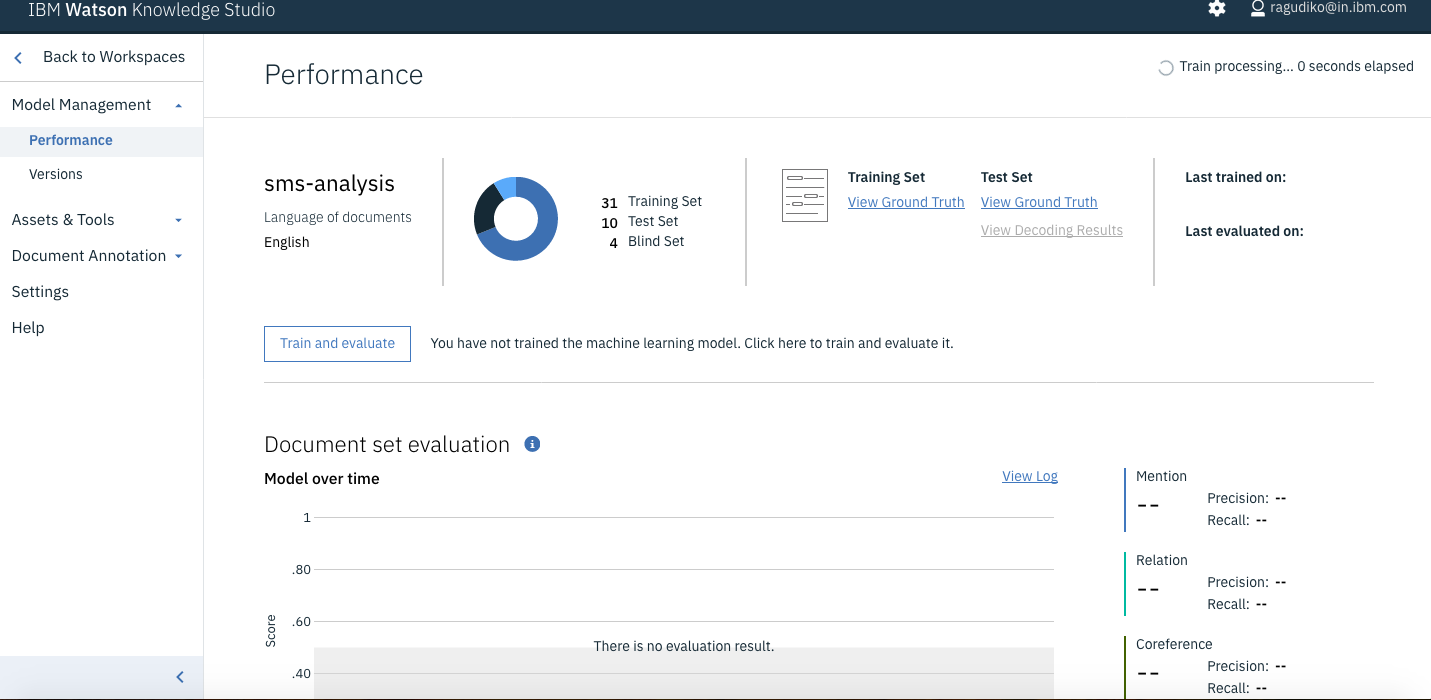 IBM Watson Knowledge Studio
ragudiko@in.ibm.com
Back to Workspaces
Model Management
Performance
Versions
Assets & Tools
Document Annotation
Settings
Help
Performance
Train processing... 0 seconds elapsed
sms-analysis
Language of documents
English
31 Training Set
10 Test Set
4 Blind Set
Training Set
View Ground Truth
Test Set
View Ground Truth
View Decoding Results
Last trained on:
Last evaluated on:
Train and evaluate
You have not trained the machine learning model. Click here to train and evaluate it.
Document set evaluation
Model over time
View Log
1
.80
.60
.40
Score
There is no evaluation result.
Mention
--
Precision: --
Recall: --
Relation
--
Precision: --
Recall: --
Coreference
--
Precision: --
Recall: --